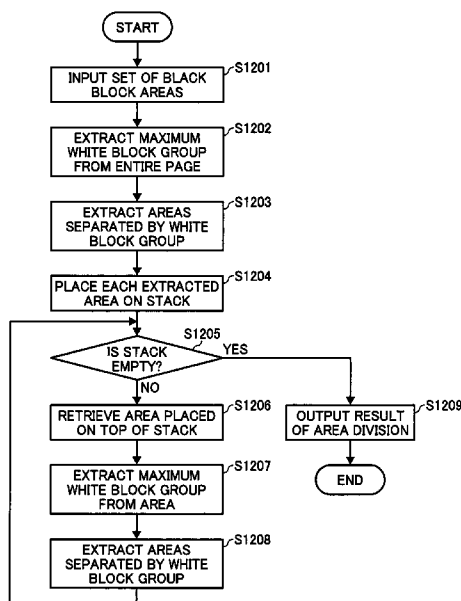 START
S1201
INPUT SET OF BLACK
BLOCK AREAS
S1202
EXTRACT MAXIMUM
WHITE BLOCK GROUP
FROM ENTIRE PAGE
S1203
EXTRACT AREAS
SEPARATED BY WHITE
BLOCK GROUP
S1204
PLACE EACH EXTRACTED
AREA ON STACK
S1205
IS STACK
EMPTY?
YES
NO
S1206
RETRIEVE AREA PLACED
ON TOP OF STACK
S1209
OUTPUT RESULT
OF AREA DIVISION
END
S1207
EXTRACT MAXIMUM
WHITE BLOCK GROUP
FROM AREA
S1208
EXTRACT AREAS
SEPARATED BY WHITE
BLOCK GROUP